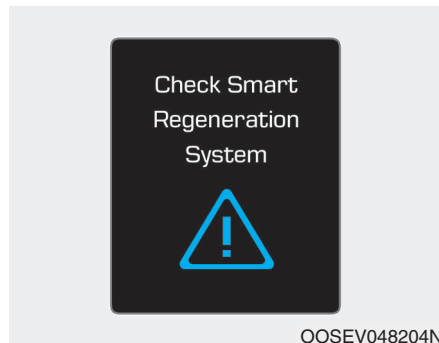 Check Smart
Regeneration
System
!
OOSEV048204N